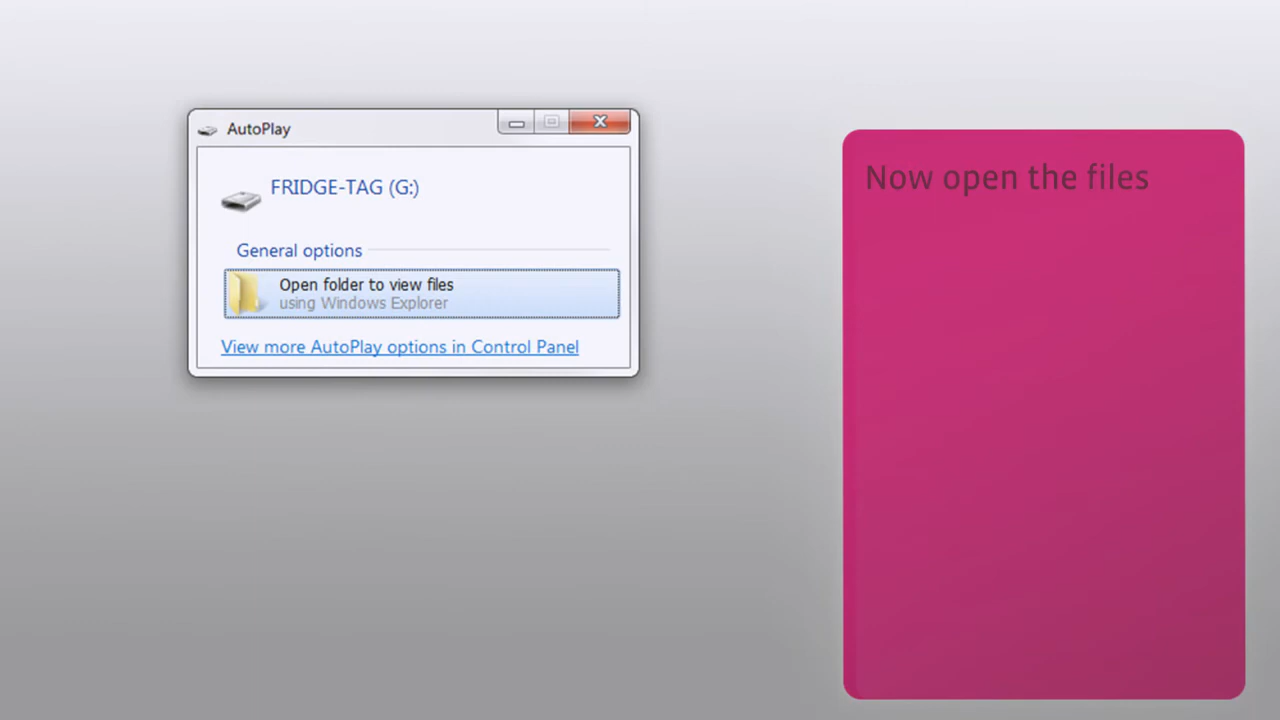 AutoPlay
FRIDGE-TAG (G:)
General options
Open folder to view files
using Windows Explorer
View more AutoPlay options in Control Panel
Now open the files